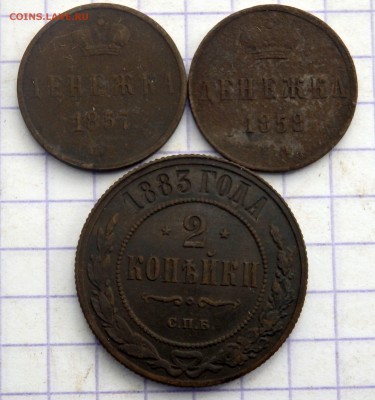 COINS.LAVE.RU
ДЕНЕЖКА
1857
ДЕНЕЖКА
1858
1883 ГОДА
2
КОПѢЙКИ
С.П.Б.